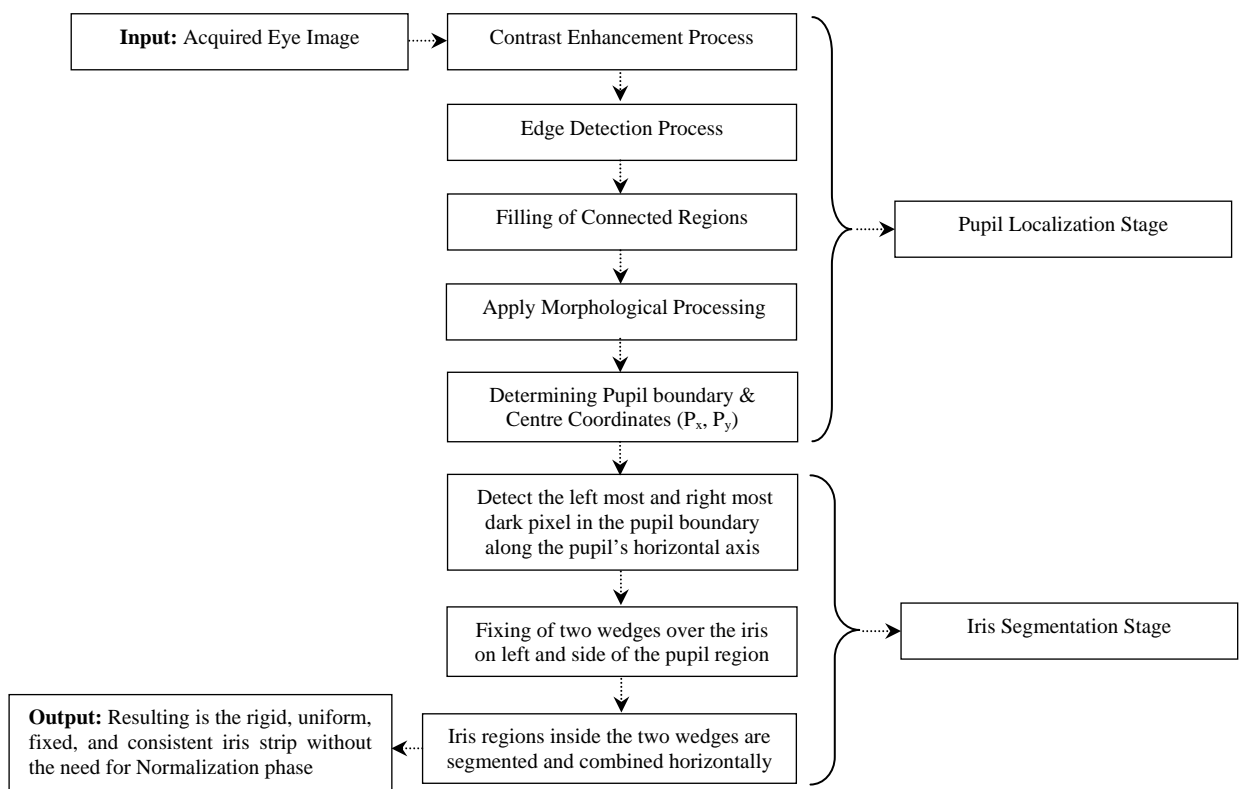 Input: Acquired Eye Image
Contrast Enhancement Process
Edge Detection Process
Filling of Connected Regions
Pupil Localization Stage
Apply Morphological Processing
Determining Pupil boundary &
Centre Coordinates (Px, Py)
Detect the left most and right most
dark pixel in the pupil boundary
along the pupil's horizontal axis
Fixing of two wedges over the iris
on left and side of the pupil region
Iris Segmentation Stage
Iris regions inside the two wedges are
segmented and combined horizontally
Output: Resulting is the rigid, uniform,
fixed, and consistent iris strip without
the need for Normalization phase